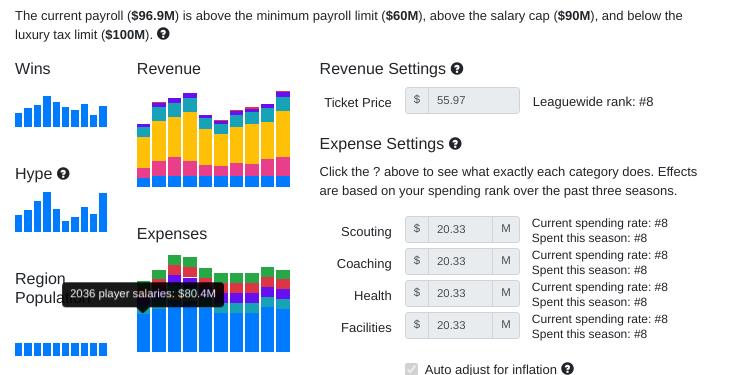 The current payroll ($96.9M) is above the minimum payroll limit ($60M), above the salary cap ($90M), and below the
luxury tax limit ($100M). ?
Wins
Revenue
Revenue Settings ?
Ticket Price $ 55.97 Leaguewide rank: #8
Expense Settings ?
Click the ? above to see what exactly each category does. Effects
are based on your spending rank over the past three seasons.
Hype ?
Scouting $ 20.33 M Current spending rate: #8
Spent this season: #8
Expenses
Coaching $ 20.33 M Current spending rate: #8
Spent this season: #8
Region
Population
2036 player salaries: $80.4M
Health $ 20.33 M Current spending rate: #8
Spent this season: #8
Facilities $ 20.33 M Current spending rate: #8
Spent this season: #8
Auto adjust for inflation ?